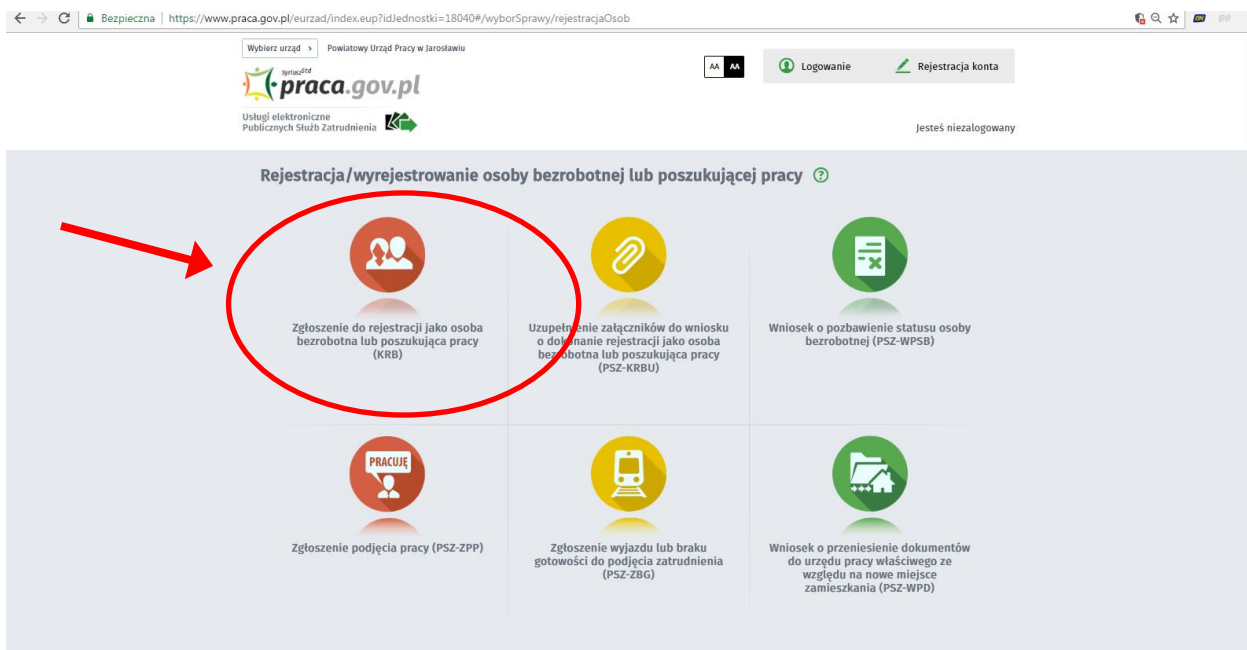 Bezpieczna | https://www.praca.gov.pl/eurzad/index.eup?idJednostki=18040#/wyborSprawy/rejestracjaOsob
Wybierz urząd > Powiatowy Urząd Pracy w Jarosławiu
syriuszStd
praca.gov.pl
Usługi elektroniczne
Publicznych Służb Zatrudnienia
AA AA
Logowanie
Rejestracja konta
Jesteś niezalogowany
Rejestracja/wyrejestrowanie osoby bezrobotnej lub poszukującej pracy ?
Zgłoszenie do rejestracji jako osoba
bezrobotna lub poszukująca pracy
(KRB)
Uzupełnienie załączników do wniosku
o dokonanie rejestracji jako osoba
bezrobotna lub poszukująca pracy
(PSZ-KRBU)
Wniosek o pozbawienie statusu osoby
bezrobotnej (PSZ-WPSB)
PRACUJĘ
Zgłoszenie podjęcia pracy (PSZ-ZPP)
Zgłoszenie wyjazdu lub braku
gotowości do podjęcia zatrudnienia
(PSZ-ZBG)
Wniosek o przeniesienie dokumentów
do urzędu pracy właściwego ze
względu na nowe miejsce
zamieszkania (PSZ-WPD)